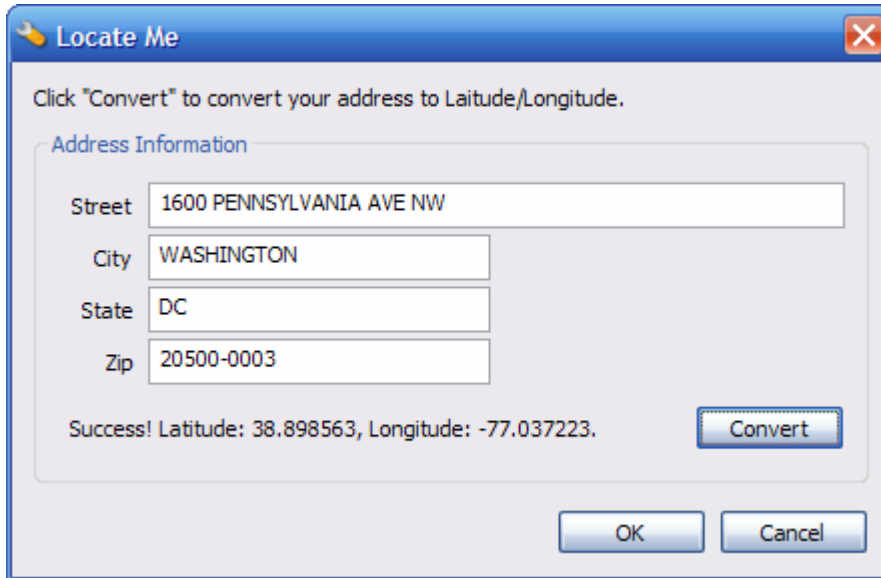 Locate Me
Click "Convert" to convert your address to Laitude/Longitude.
Address Information
Street 1600 PENNSYLVANIA AVE NW
City WASHINGTON
State DC
Zip 20500-0003
Success! Latitude: 38.898563, Longitude: -77.037223. Convert
OK Cancel